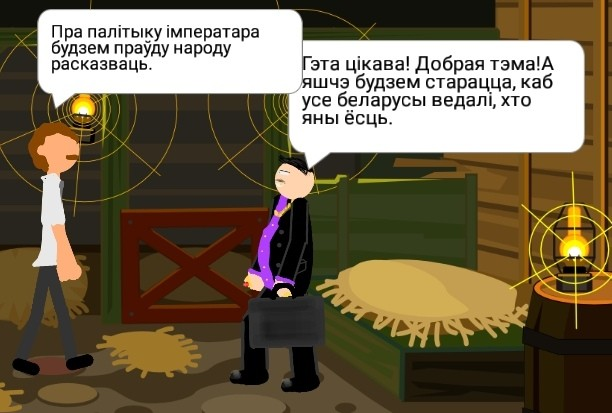 Пра палітыку імператара
будзем праўду народу
расказваць.
Гэта цікава! Добрая тэма!А
яшчэ будзем старацца, каб
усе беларусы ведалі, хто
яны ёсць.